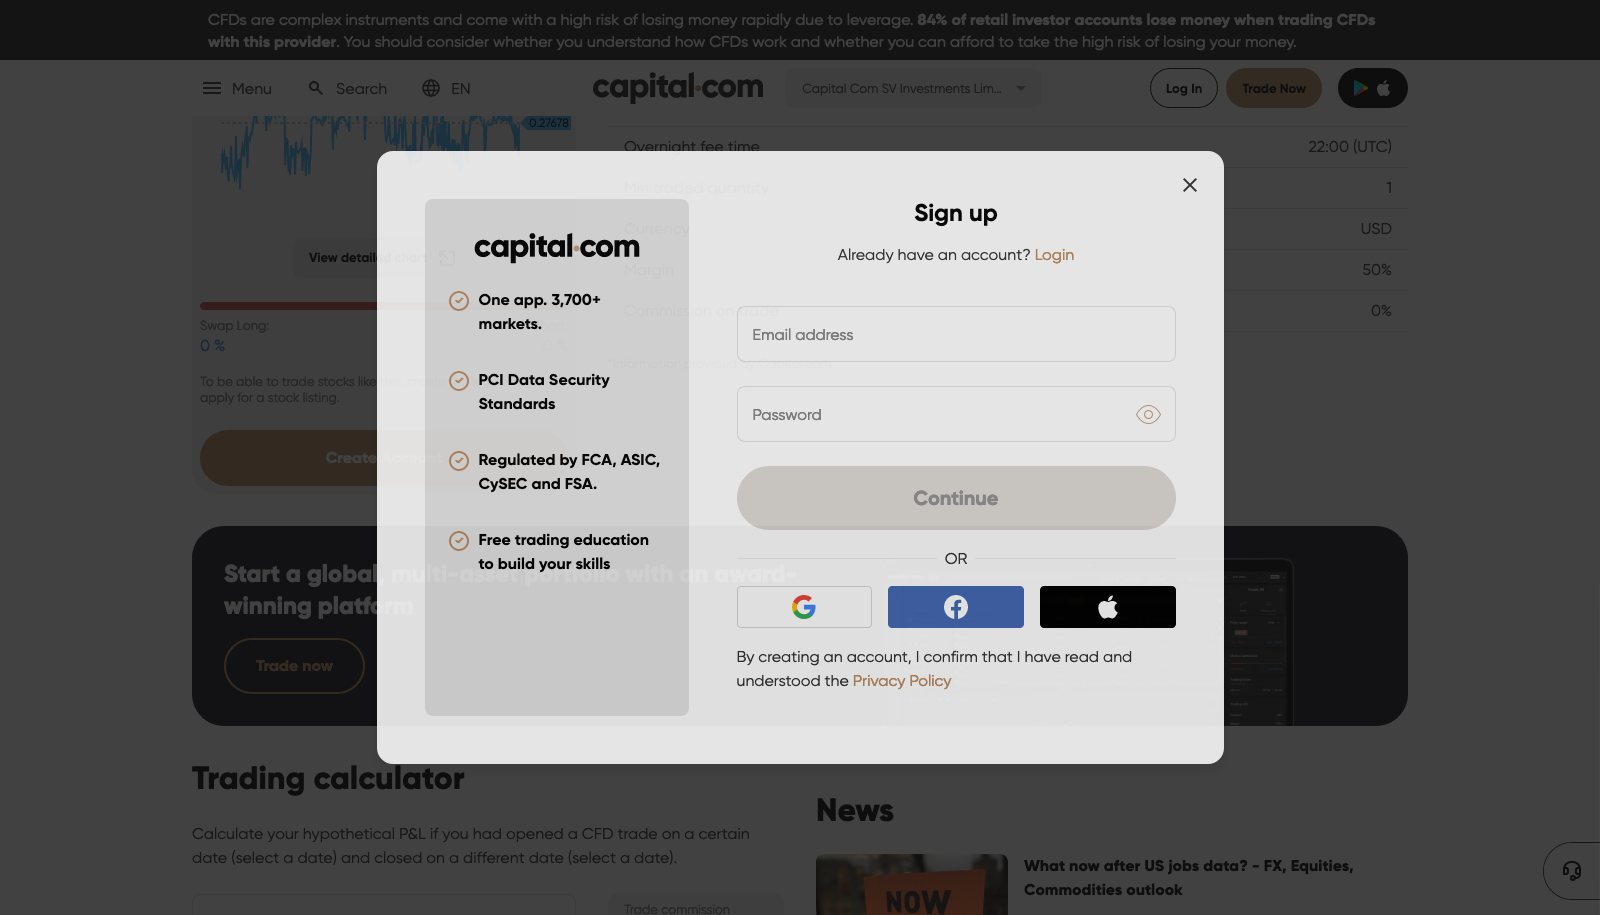 CFDs are complex instruments and come with a high risk of losing money rapidly due to leverage. 84% of retail investor accounts lose money when trading CFDs
with this provider. You should consider whether you understand how CFDs work and whether you can afford to take the high risk of losing your money.
Menu
Search
EN
capital.com
Capital Com SV Investments Lim...
Log In
Trade Now
0.27678
Overnight fee time
22:00 (UTC)
Min traded quantity
1
Currency
USD
Margin
50%
0%
View detailed chart
Swap Long:
0 %
To be able to trade stocks like
apply for a stock listing.
Create
capital.com
One app. 3,700+
markets.
PCI Data Security
Standards
Regulated by FCA, ASIC,
CySEC and FSA.
Free trading education
to build your skills
Sign up
Already have an account? Login
Email address
Password
Continue
OR
By creating an account, I confirm that I have read and
understood the Privacy Policy
Start a global, multi-asset portfolio with an award-
winning platform
Trade now
Trading calculator
Calculate your hypothetical P&L if you had opened a CFD trade on a certain
date (select a date) and closed on a different date (select a date).
Trade commission
News
NOW
What now after US jobs data? - FX, Equities,
Commodities outlook